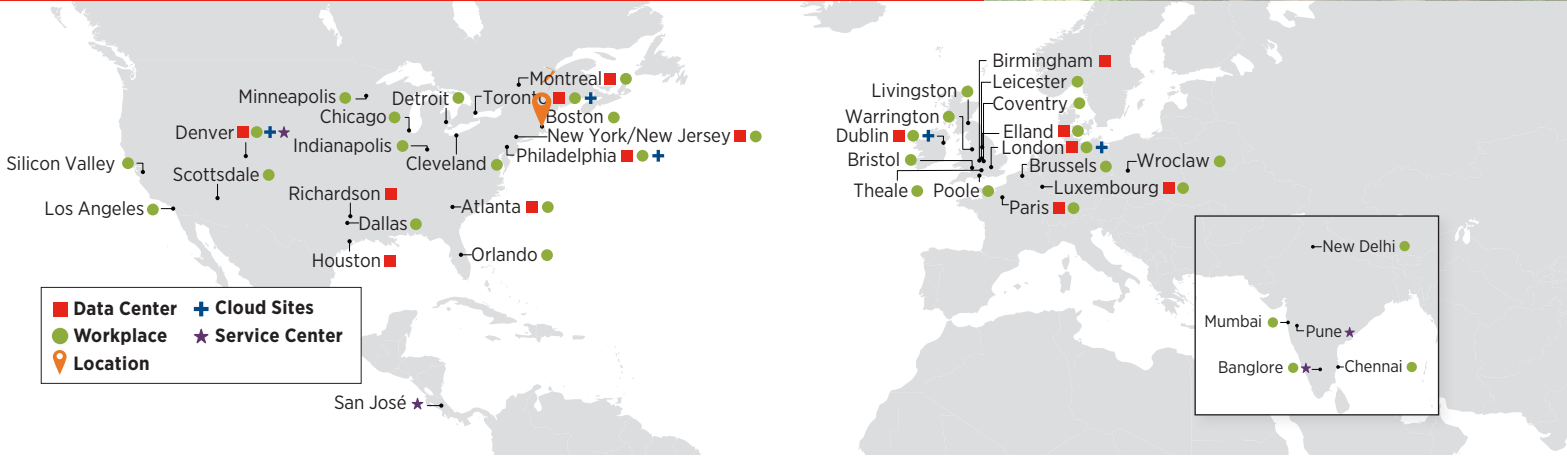 Montreal
Minneapolis
Detroit
Toronto
Chicago
Boston
Denver
New York/New Jersey
Indianapolis
Philadelphia
Cleveland
Silicon Valley
Scottsdale
Richardson
Los Angeles
Atlanta
Dallas
Orlando
Houston
Data Center
Cloud Sites
Workplace
Service Center
Location
San José
Birmingham
Leicester
Livingston
Coventry
Warrington
Elland
Dublin
London
Bristol
Brussels
Wroclaw
Theale
Poole
Luxembourg
Paris
New Delhi
Mumbai
Pune
Banglore
Chennai